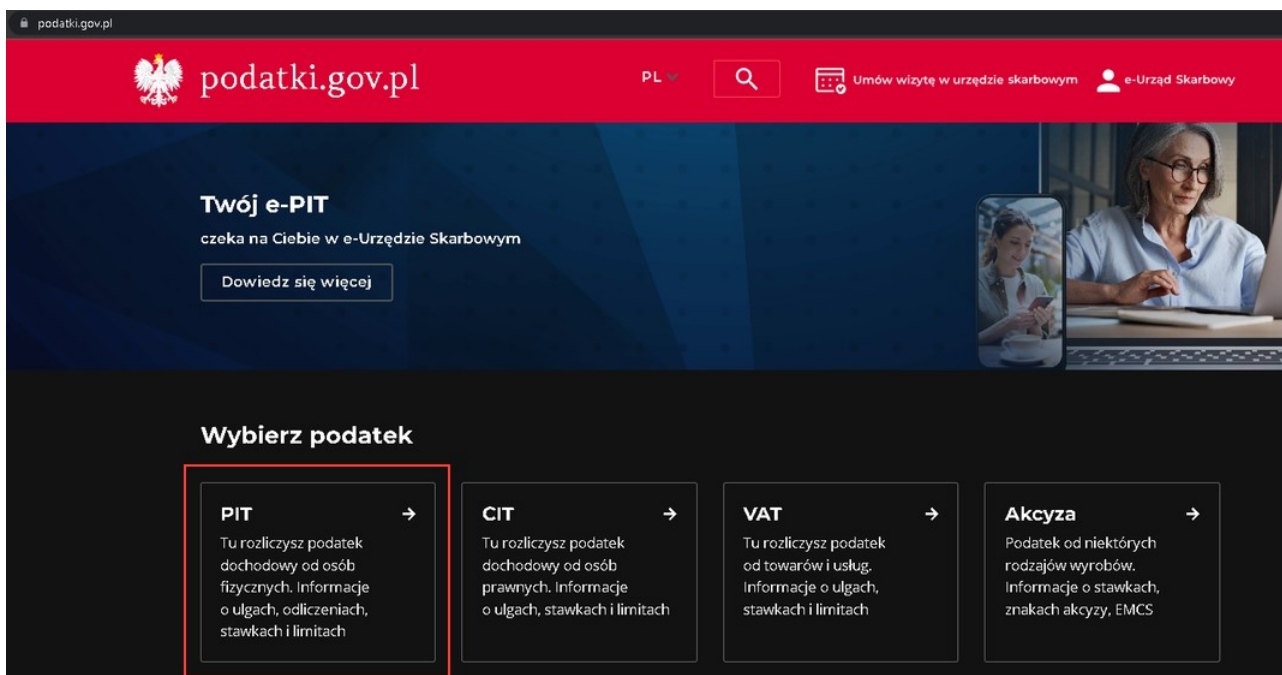 podatki.gov.pl
podatki.gov.pl
PL
Umów wizytę w urzędzie skarbowym
e-Urząd Skarbowy
Twój e-PIT
czeka na Ciebie w e-Urzędzie Skarbowym
Dowiedz się więcej
Wybierz podatek
PIT
Tu rozliczysz podatek
dochodowy od osób
fizycznych. Informacje
o ulgach, odliczeniach,
stawkach i limitach
CIT
Tu rozliczysz podatek
dochodowy od osób
prawnych. Informacje
o ulgach, stawkach i limitach
VAT
Tu rozliczysz podatek
od towarów i usług.
Informacje o ulgach,
stawkach i limitach
Akcyza
Podatek od niektórych
rodzajów wyrobów.
Informacje o stawkach,
znakach akcyzy, EMCS